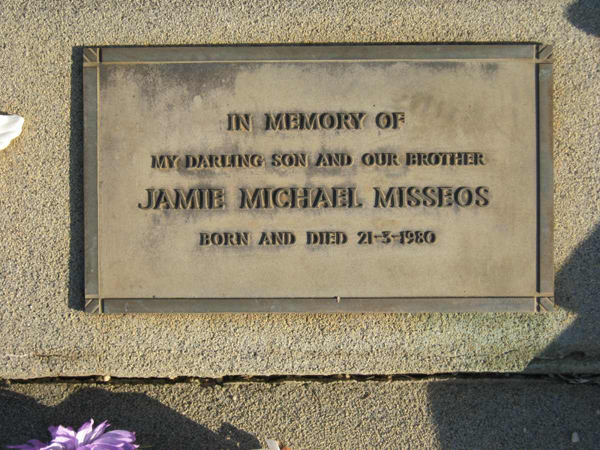 IN MEMORY OF
MY DARLING SON AND OUR BROTHER
JAMIE MICHAEL MISSEOS
BORN AND DIED 21-3-1980